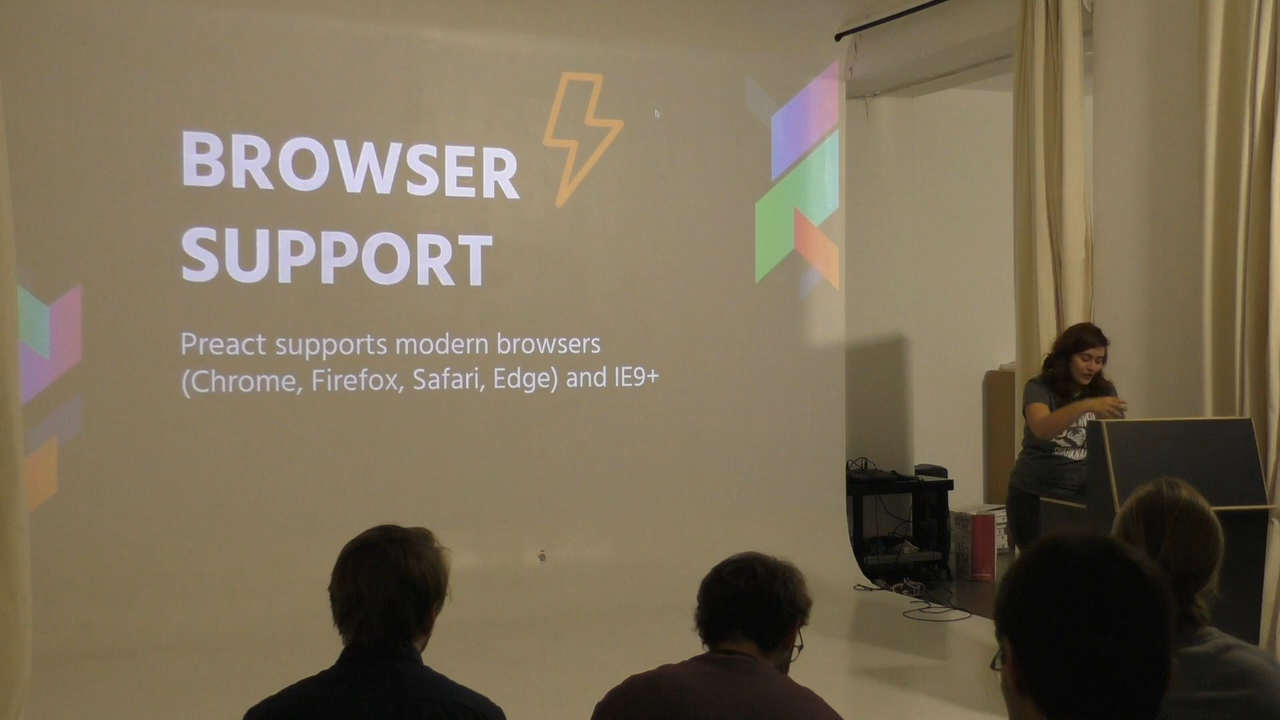 BROWSER
SUPPORT
Preact supports modern browsers
(Chrome, Firefox, Safari, Edge) and IE9+